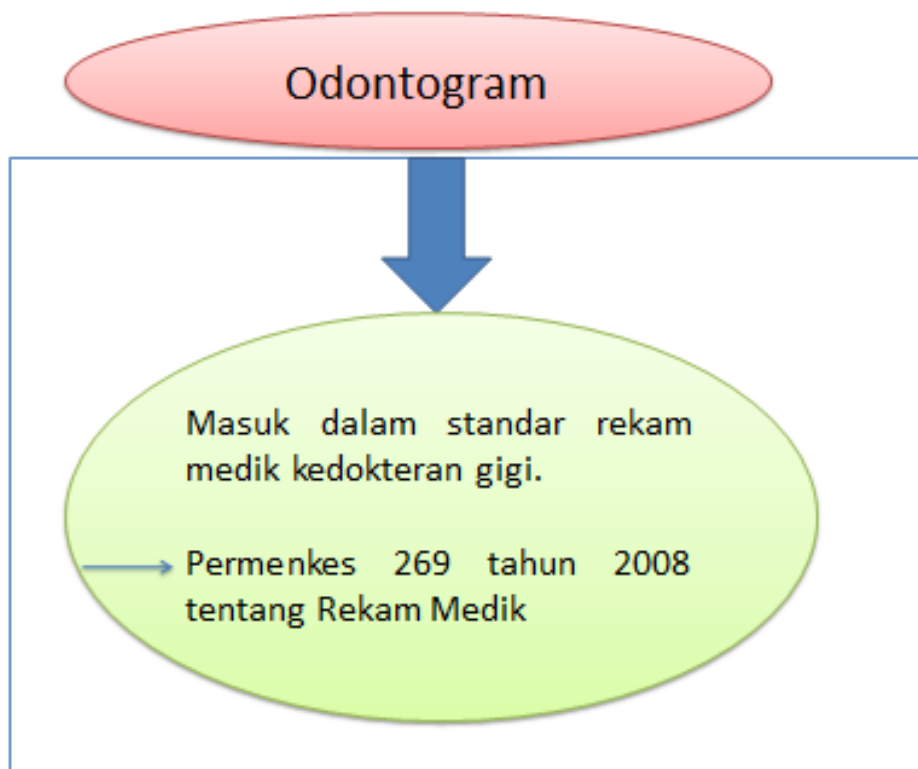 Odontogram
Masuk dalam standar rekam
medik kedokteran gigi.
Permenkes 269 tahun 2008
tentang Rekam Medik